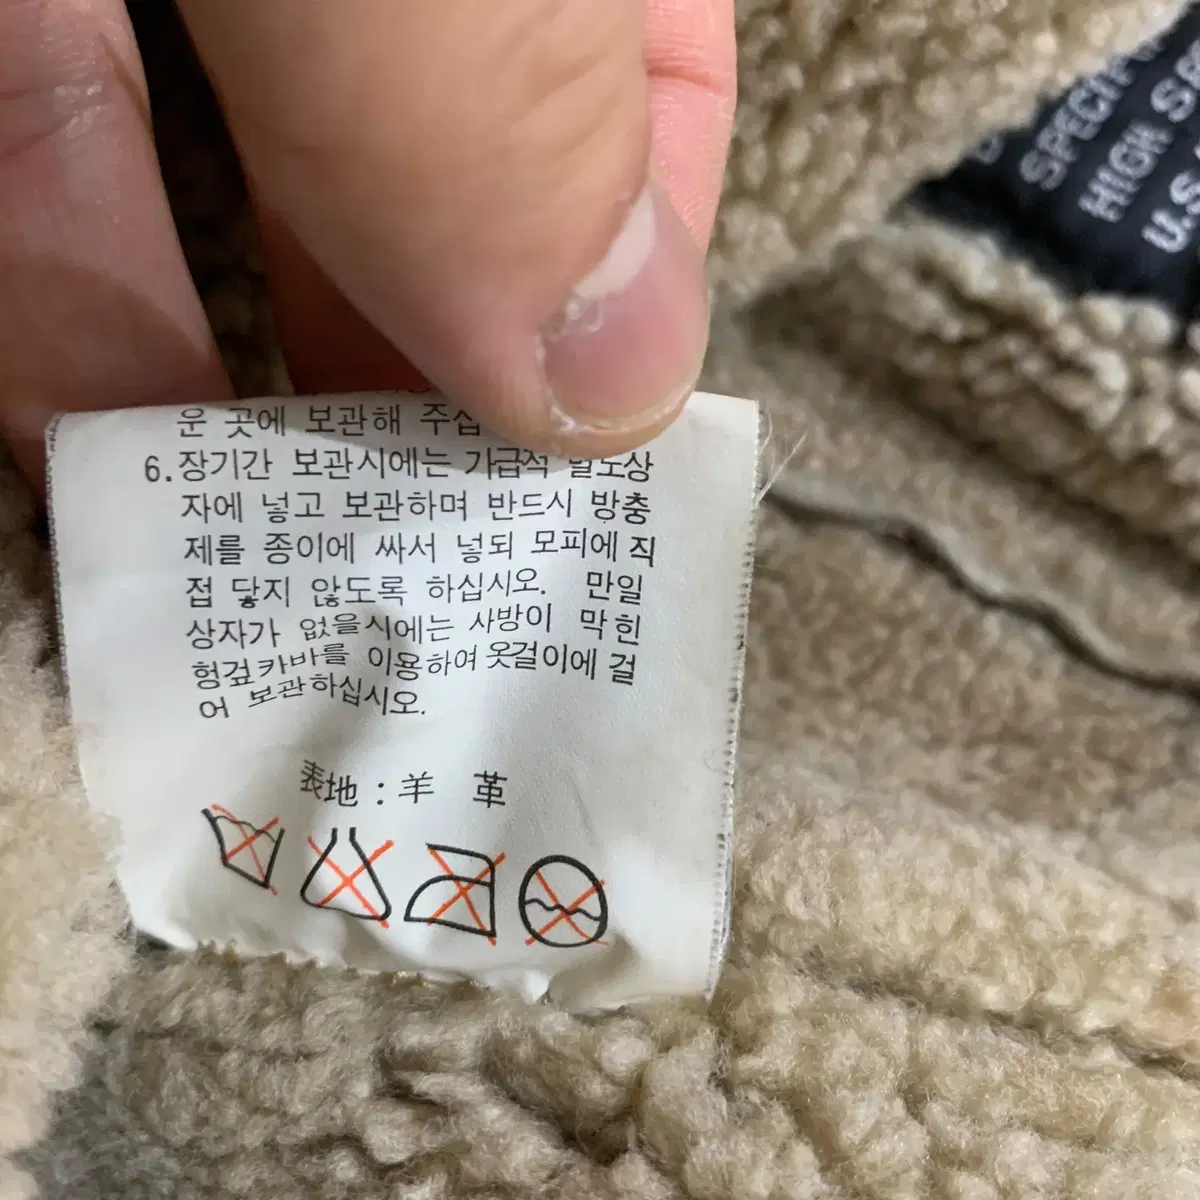 운 곳에 보관해 주십
6. 장기간 보관시에는 가급적 밀도상
자에 넣고 보관하며 반드시 방충
제를 종이에 싸서 넣되 모피에 직
접 닿지 않도록 하십시오. 만일
상자가 없을시에는 사방이 막힌
헝겊카바를 이용하여 옷걸이에 걸
어 보관하십시오.
表地 : 羊 革
HIGH
U.S